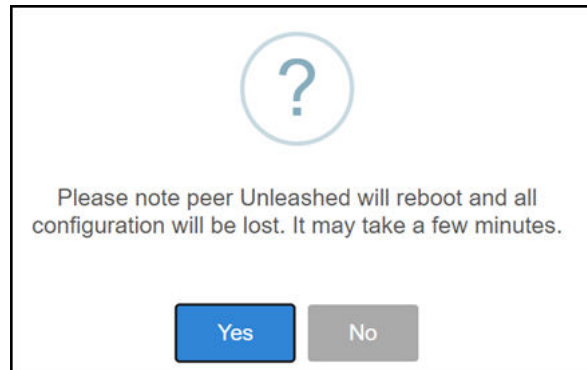 ?
Please note peer Unleashed will reboot and all
configuration will be lost. It may take a few minutes.
Yes
No